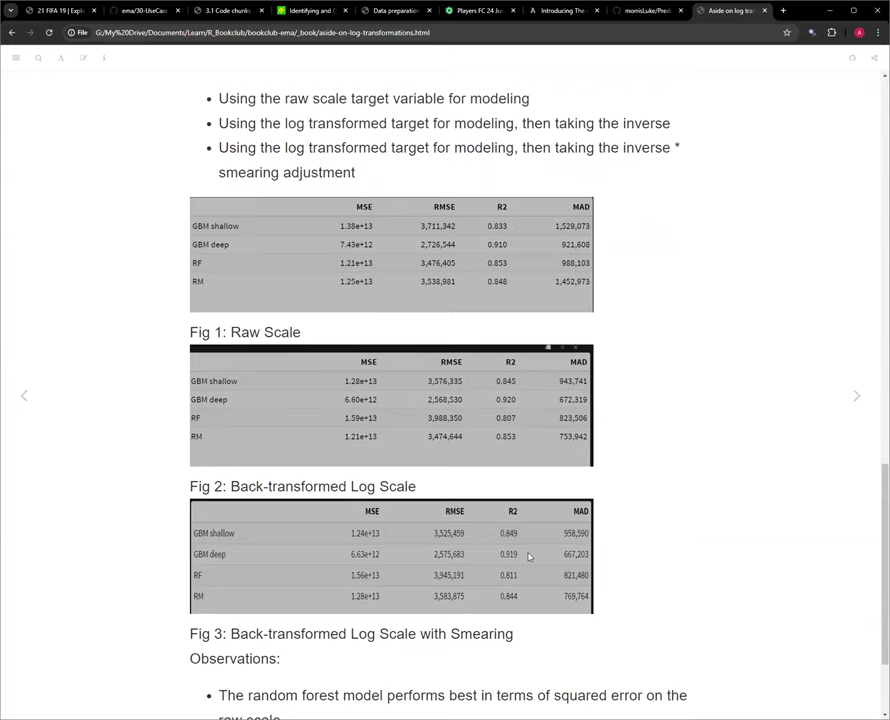 21 FIFA 19 | Expla
ema/30-UseCase
3.1 Code chunks
Identifying and C
Data preparation
Players FC 24 Jun
Introducing The
morrisLuke/Pred
Aside on log tran
G:/My%20Drive/Documents/Learn/R_Bookclub/bookclub-ema/_book/aside-on-log-transformations.html
• Using the raw scale target variable for modeling
• Using the log transformed target for modeling, then taking the inverse
• Using the log transformed target for modeling, then taking the inverse *
smearing adjustment
MSE RMSE R2 MAD
GBM shallow 1.38e+13 3,711,342 0.833 1,529,073
GBM deep 7.43e+12 2,726,544 0.910 921,608
RF 1.21e+13 3,476,405 0.853 988,103
RM 1.25e+13 3,538,981 0.848 1,452,973
Fig 1: Raw Scale
MSE RMSE R2 MAD
GBM shallow 1.28e+13 3,576,335 0.845 943,741
GBM deep 6.60e+12 2,568,530 0.920 672,319
RF 1.59e+13 3,988,350 0.807 823,506
RM 1.21e+13 3,474,644 0.853 753,942
Fig 2: Back-transformed Log Scale
MSE RMSE R2 MAD
GBM shallow 1.24e+13 3,525,459 0.849 958,590
GBM deep 6.63e+12 2,575,683 0.919 667,203
RF 1.56e+13 3,945,191 0.811 821,480
RM 1.28e+13 3,583,875 0.844 769,764
Fig 3: Back-transformed Log Scale with Smearing
Observations:
• The random forest model performs best in terms of squared error on the
raw scale